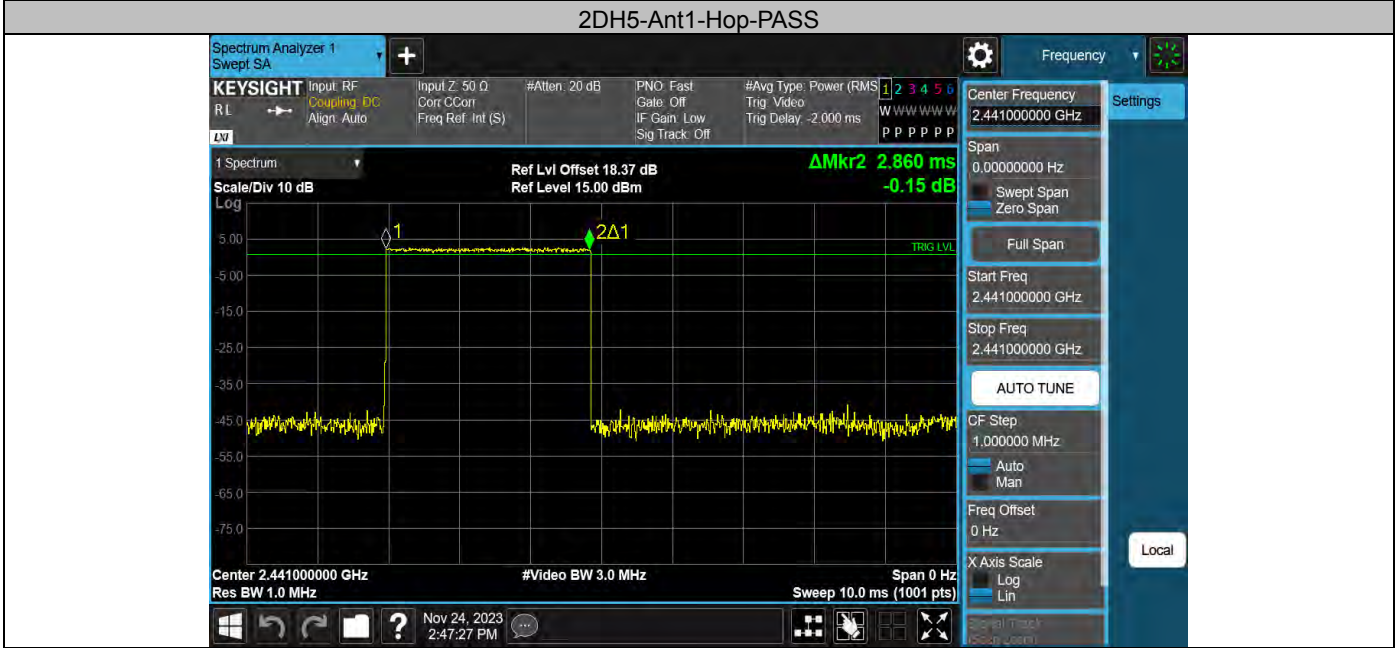 2DH5-Ant1-Hop-PASS
Spectrum Analyzer 1
Swept SA
+
Frequency
KEYSIGHT
RL
LXI
Input: RF
Coupling: DC
Align: Auto
Input Z: 50 Ω
Corr CCorr
Freq Ref: Int (S)
#Atten: 20 dB
PNO: Fast
Gate: Off
IF Gain: Low
Sig Track: Off
#Avg Type: Power (RMS
Trig: Video
Trig Delay: -2.000 ms
1 2 3 4 5 6
W W W W W W
P P P P P P
1 Spectrum
Scale/Div 10 dB
Log
Ref Lvl Offset 18.37 dB
Ref Level 15.00 dBm
ΔMkr2 2.860 ms
-0.15 dB
1
2Δ1
TRIG LVL
5.00
-5.00
-15.0
-25.0
-35.0
-45.0
-55.0
-65.0
-75.0
Center 2.441000000 GHz
Res BW 1.0 MHz
#Video BW 3.0 MHz
Span 0 Hz
Sweep 10.0 ms (1001 pts)
?
Nov 24, 2023
2:47:27 PM
Center Frequency
2.441000000 GHz
Span
0.00000000 Hz
Swept Span
Zero Span
Full Span
Start Freq
2.441000000 GHz
Stop Freq
2.441000000 GHz
AUTO TUNE
CF Step
1.000000 MHz
Auto
Man
Freq Offset
0 Hz
X Axis Scale
Log
Lin
Signal Track
(Span Zoom)
Settings
Local